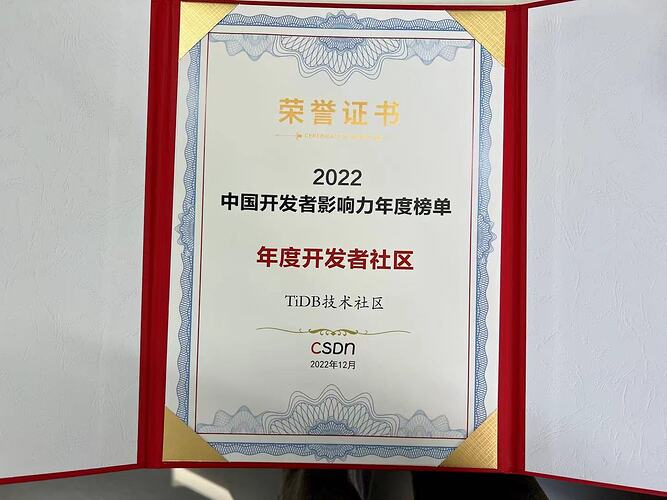 荣誉证书
2022
中国开发者影响力年度榜单
年度开发者社区
TiDB技术社区
CSDN
2022年12月